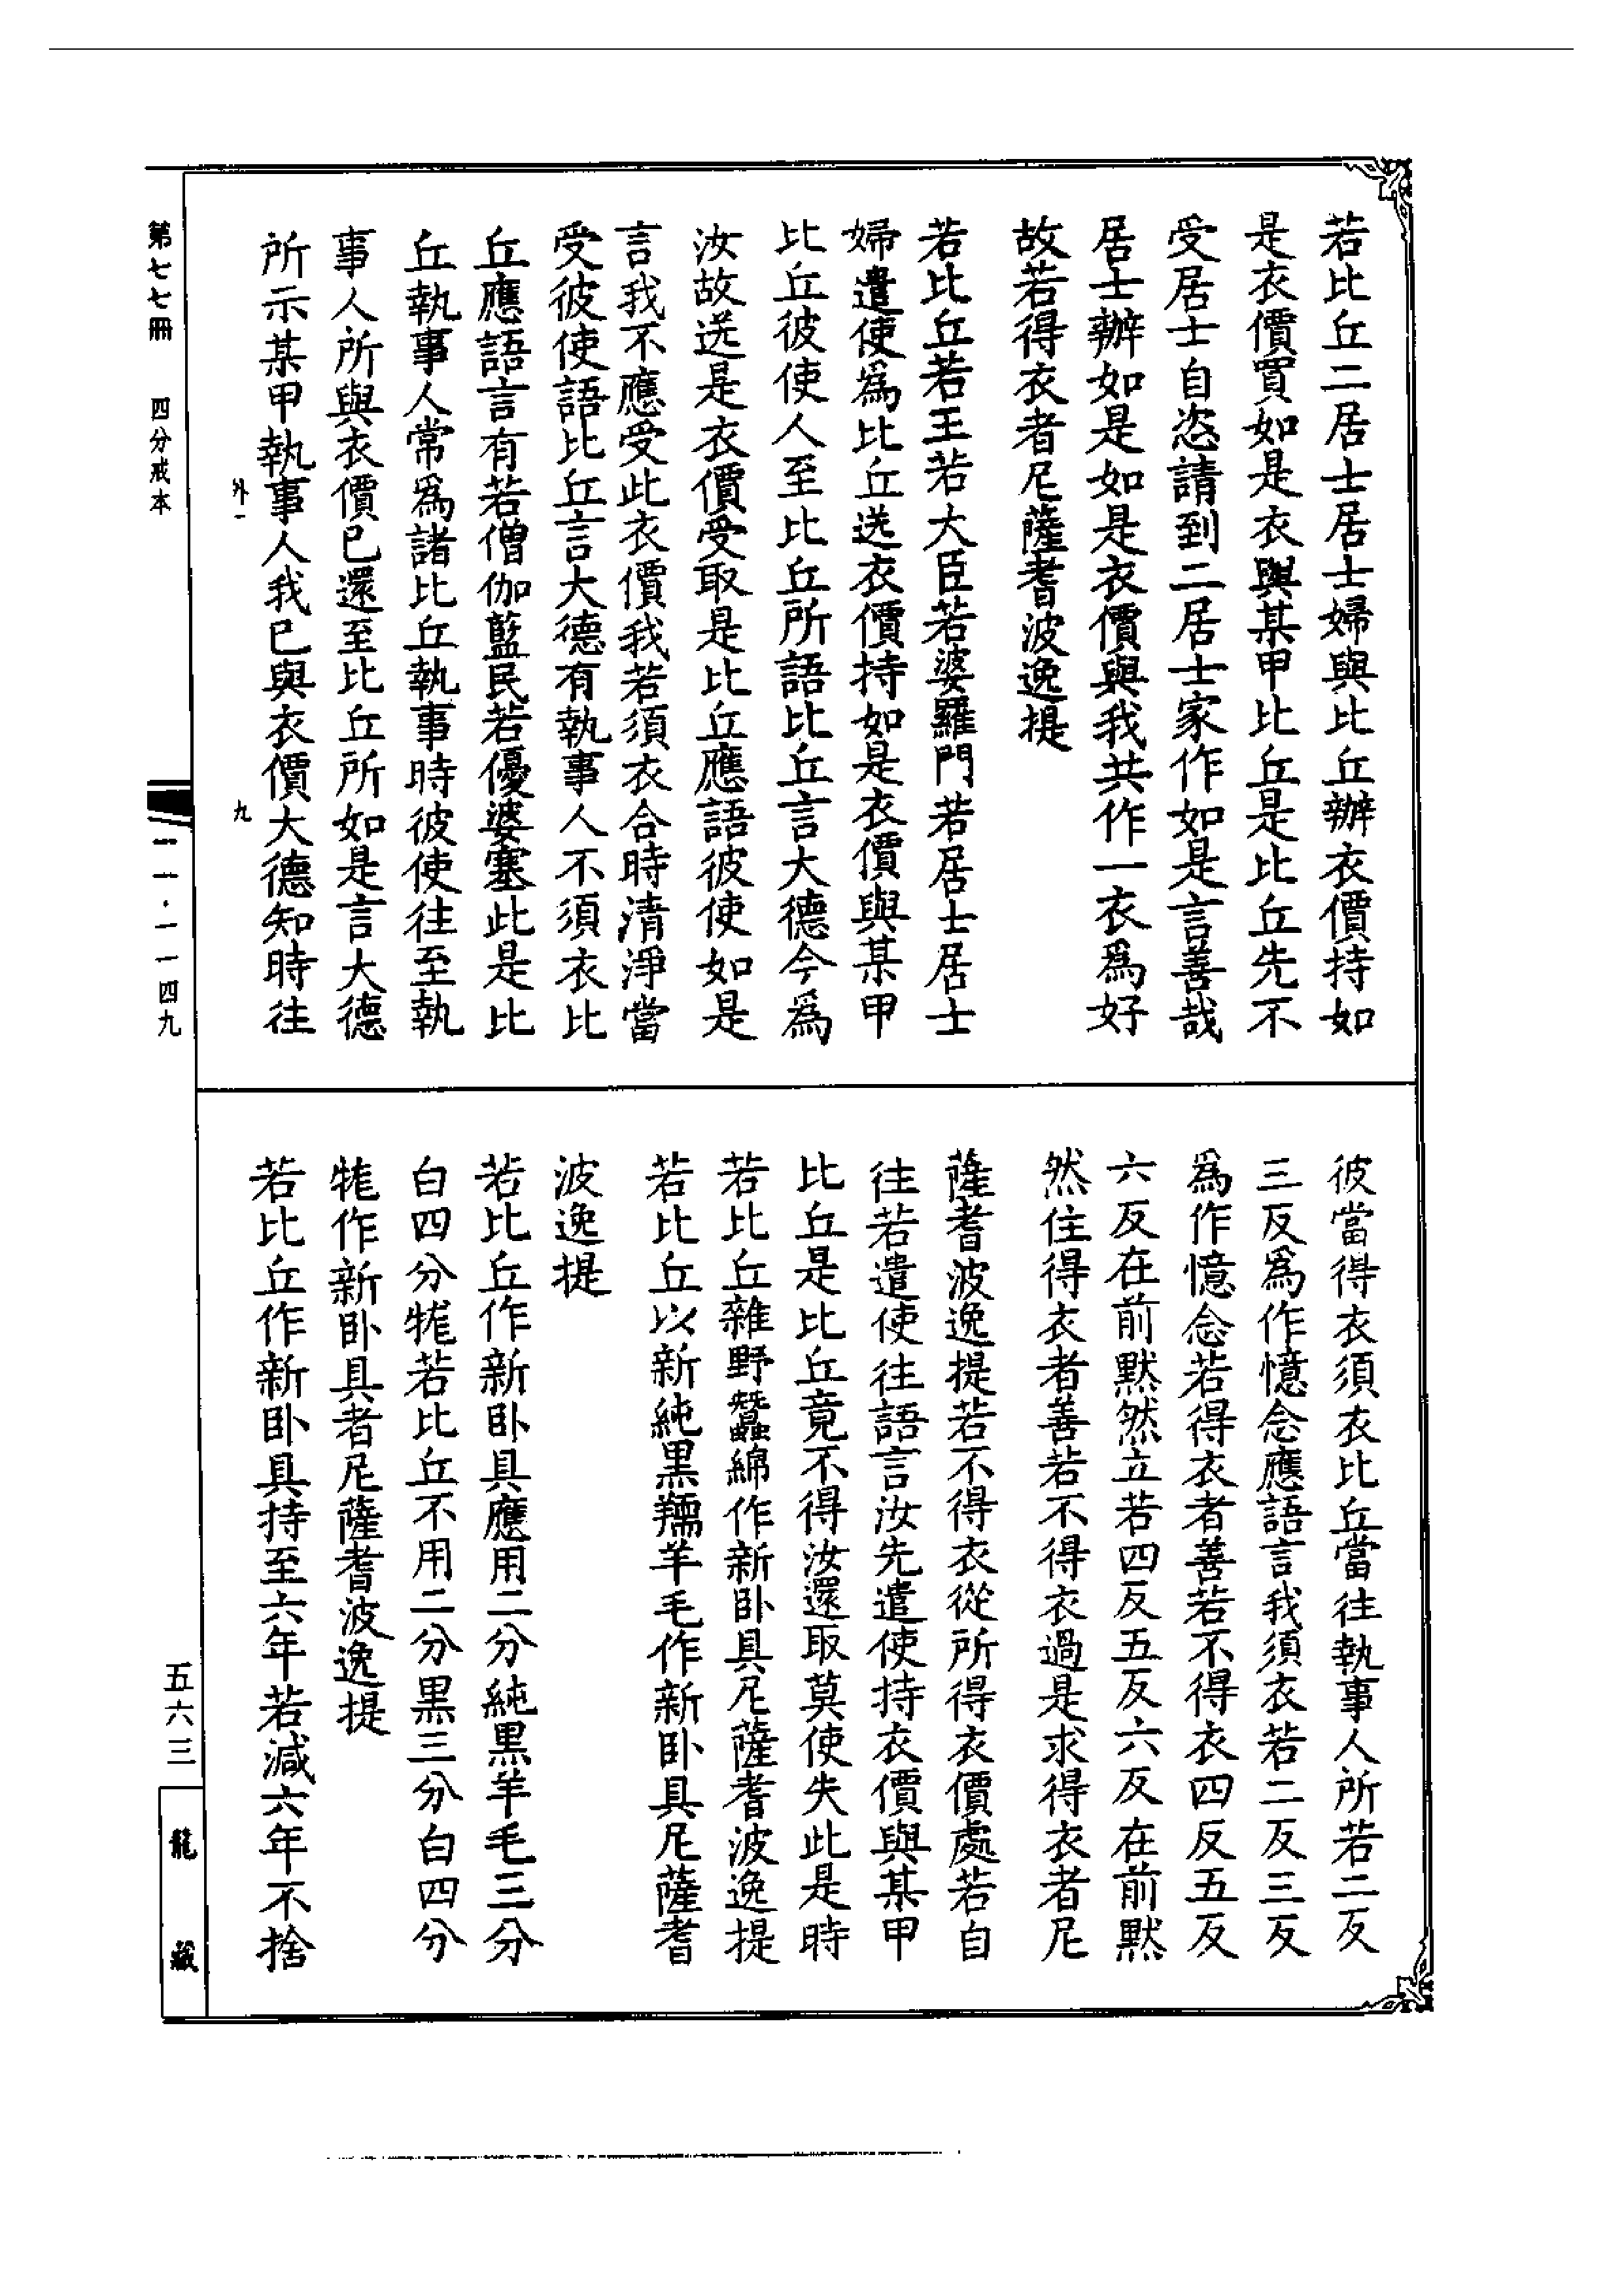 若比丘二居士居士婦與比丘辦衣價持如
是衣價買如是衣與某甲比丘是比丘先不
受居士自恣請到二居士家作如是言善哉
居士辦如是如是衣價與我共作一衣爲好
故若得衣者尼薩耆波逸提
若比丘若王若大臣若婆羅門若居士居士
婦遣使爲比丘送衣價持如是衣價與某甲
比丘彼使人至比丘所語比丘言大德今爲
汝故送是衣價受取是比丘應語彼使如是
言我不應受此衣價我若須衣合時清淨當
受彼使語比丘言大德有執事人不須衣比
丘應語言有若僧伽藍民若優婆塞此是比
丘執事人常爲諸比丘執事時彼使往至執
事人所與衣價已還至比丘所如是言大德
所示某甲執事人我已與衣價大德知時往
彼當得衣須衣比丘當往執事人所若二反
三反爲作憶念應語言我須衣若二反三反
爲作憶念若得衣者善若不得衣四反五反
六反在前默然立若四反五反六反在前默
然住得衣者善若不得衣過是求得衣者尼
薩耆波逸提若不得衣從所得衣價處若自
往若遣使往語言汝先遣使持衣價與某甲
比丘是比丘竟不得汝還取莫使失此是時
若比丘雜野蠶綿作新卧具尼薩耆波逸提
若比丘以新純黑羺羊毛作新卧具尼薩耆
波逸提
若比丘作新卧具應用二分純黑羊毛三分
白四分牻若比丘不用二分黑三分白四分
牻作新卧具者尼薩耆波逸提
若比丘作新卧具持至六年若減六年不捨
外一
九
第七七冊
四分戒本
一一一·一一四九
五六三
龍藏